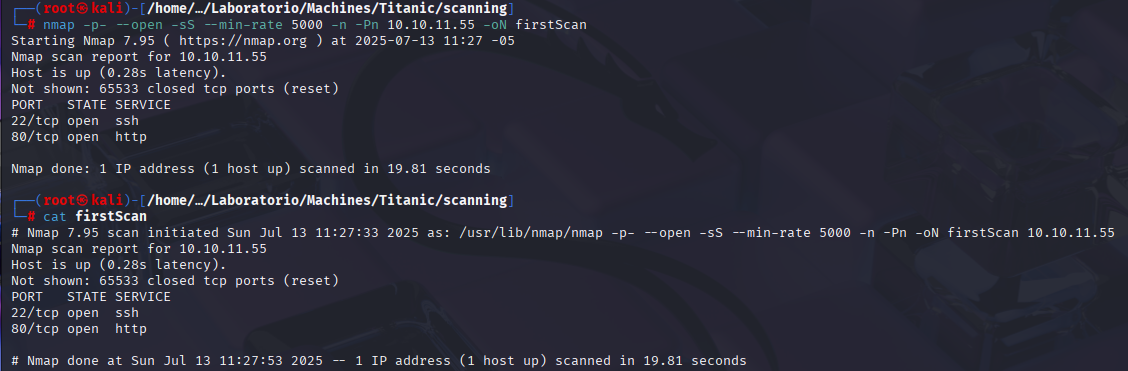 ┌──(root㉿kali)-[/home/…/Laboratorio/Machines/Titanic/scanning]
└─# nmap -p- --open -sS --min-rate 5000 -n -Pn 10.10.11.55 -oN firstScan
Starting Nmap 7.95 ( https://nmap.org ) at 2025-07-13 11:27 -05
Nmap scan report for 10.10.11.55
Host is up (0.28s latency).
Not shown: 65533 closed tcp ports (reset)
PORT   STATE SERVICE
22/tcp open  ssh
80/tcp open  http

Nmap done: 1 IP address (1 host up) scanned in 19.81 seconds

┌──(root㉿kali)-[/home/…/Laboratorio/Machines/Titanic/scanning]
└─# cat firstScan
# Nmap 7.95 scan initiated Sun Jul 13 11:27:33 2025 as: /usr/lib/nmap/nmap -p- --open -sS --min-rate 5000 -n -Pn -oN firstScan 10.10.11.55
Nmap scan report for 10.10.11.55
Host is up (0.28s latency).
Not shown: 65533 closed tcp ports (reset)
PORT   STATE SERVICE
22/tcp open  ssh
80/tcp open  http

# Nmap done at Sun Jul 13 11:27:53 2025 -- 1 IP address (1 host up) scanned in 19.81 seconds